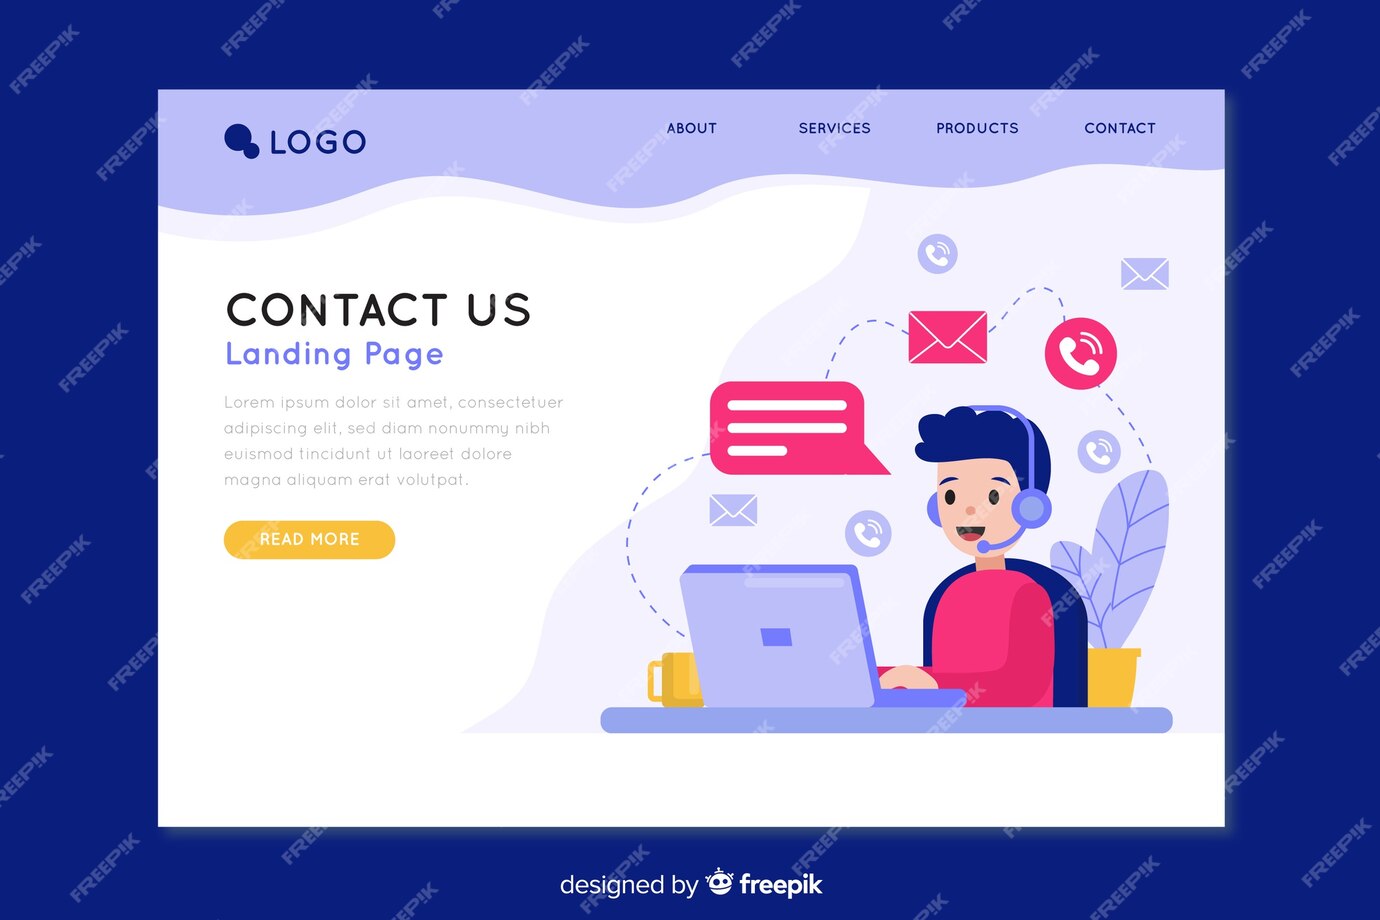 LOGO
ABOUT SERVICES PRODUCTS CONTACT
CONTACT US
Landing Page
Lorem ipsum dolor sit amet, consectetuer
adipiscing elit, sed diam nonummy nibh
euismod tincidunt ut laoreet dolore
magna aliquam erat volutpat.
READ MORE
designed by freepik